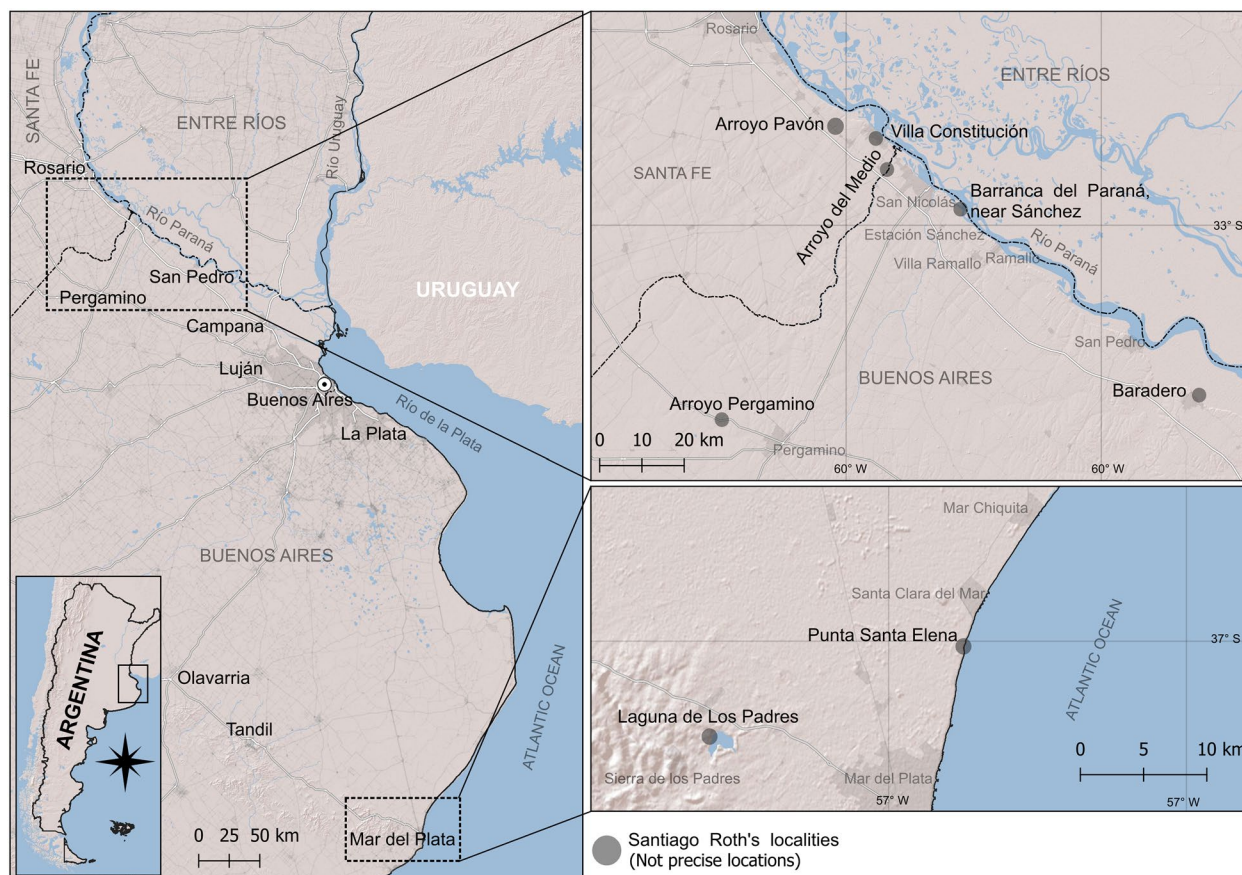 SANTA FE
ENTRE RÍOS
Río Uruguay
Rosario
Río Paraná
San Pedro
Pergamino
URUGUAY
Campana
Luján
Buenos Aires
Río de la Plata
La Plata
BUENOS AIRES
ARGENTINA
Olavarria
Tandil
ATLANTIC OCEAN
0 25 50 km
Mar del Plata
Rosario
ENTRE RÍOS
Arroyo Pavón
Villa Constitución
SANTA FE
Arroyo del Medio
San Nicolás
Barranca del Paraná,
near Sánchez
33° S
Estación Sánchez
Río Paraná
Villa Ramallo
Ramallo
San Pedro
BUENOS AIRES
Baradero
Arroyo Pergamino
0 10 20 km
Pergamino
60° W
60° W
Mar Chiquita
Santa Clara del Mar
Punta Santa Elena
37° S
ATLANTIC OCEAN
Laguna de Los Padres
0 5 10 km
Sierra de los Padres
Mar del Plata
57° W
57° W
Santiago Roth's localities
(Not precise locations)